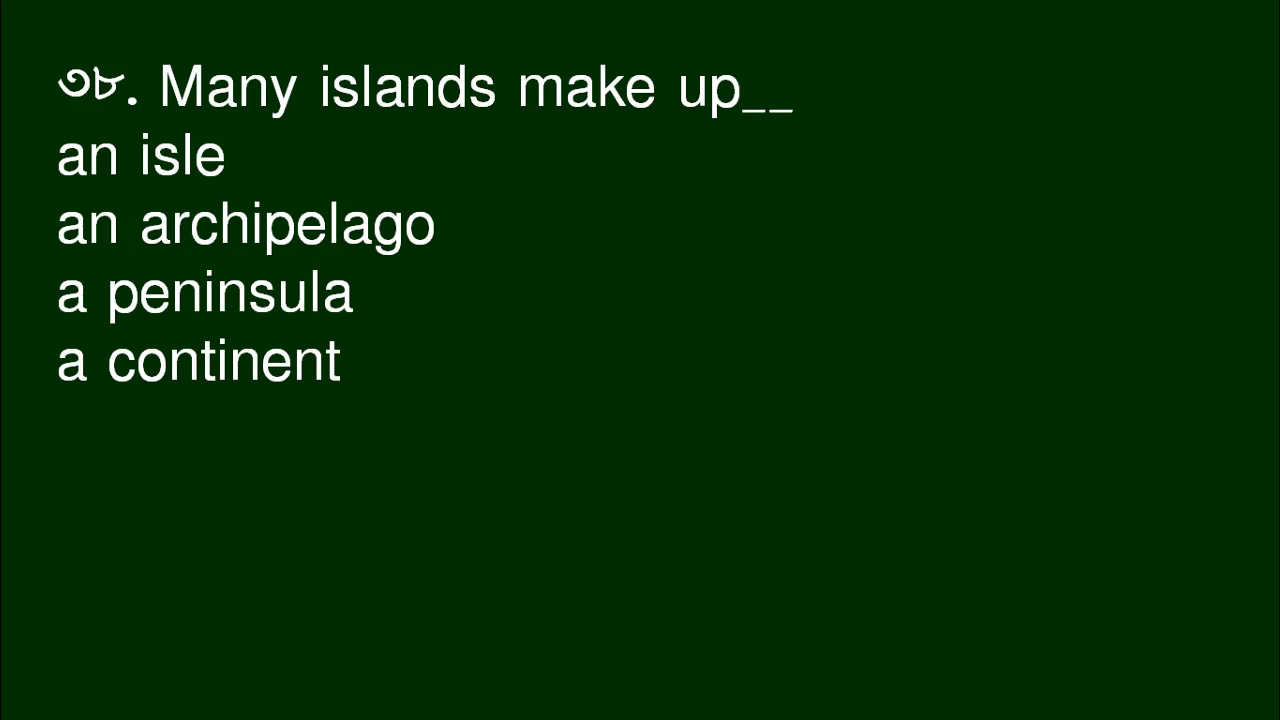 ৩৮. Many islands make up__
an isle
an archipelago
a peninsula
a continent